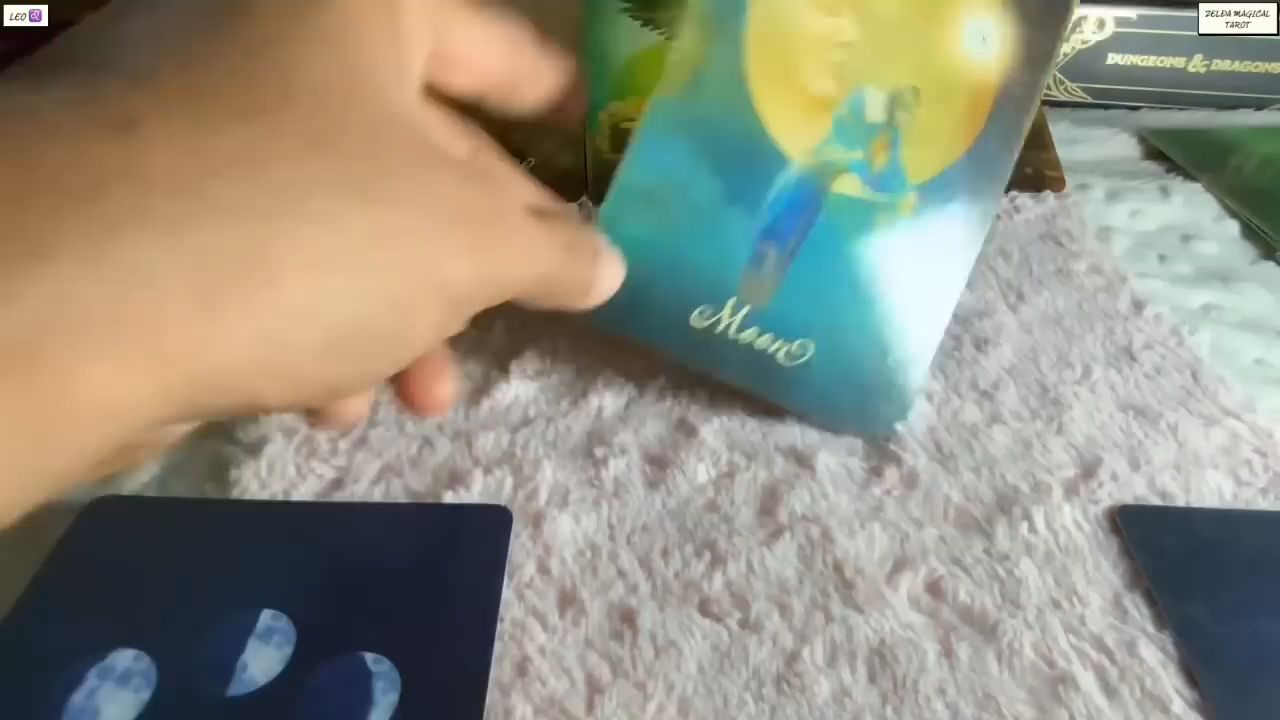 LEO ♌
ZELDA MAGICAL
TAROT
DUNGEONS & DRAGONS
Moon